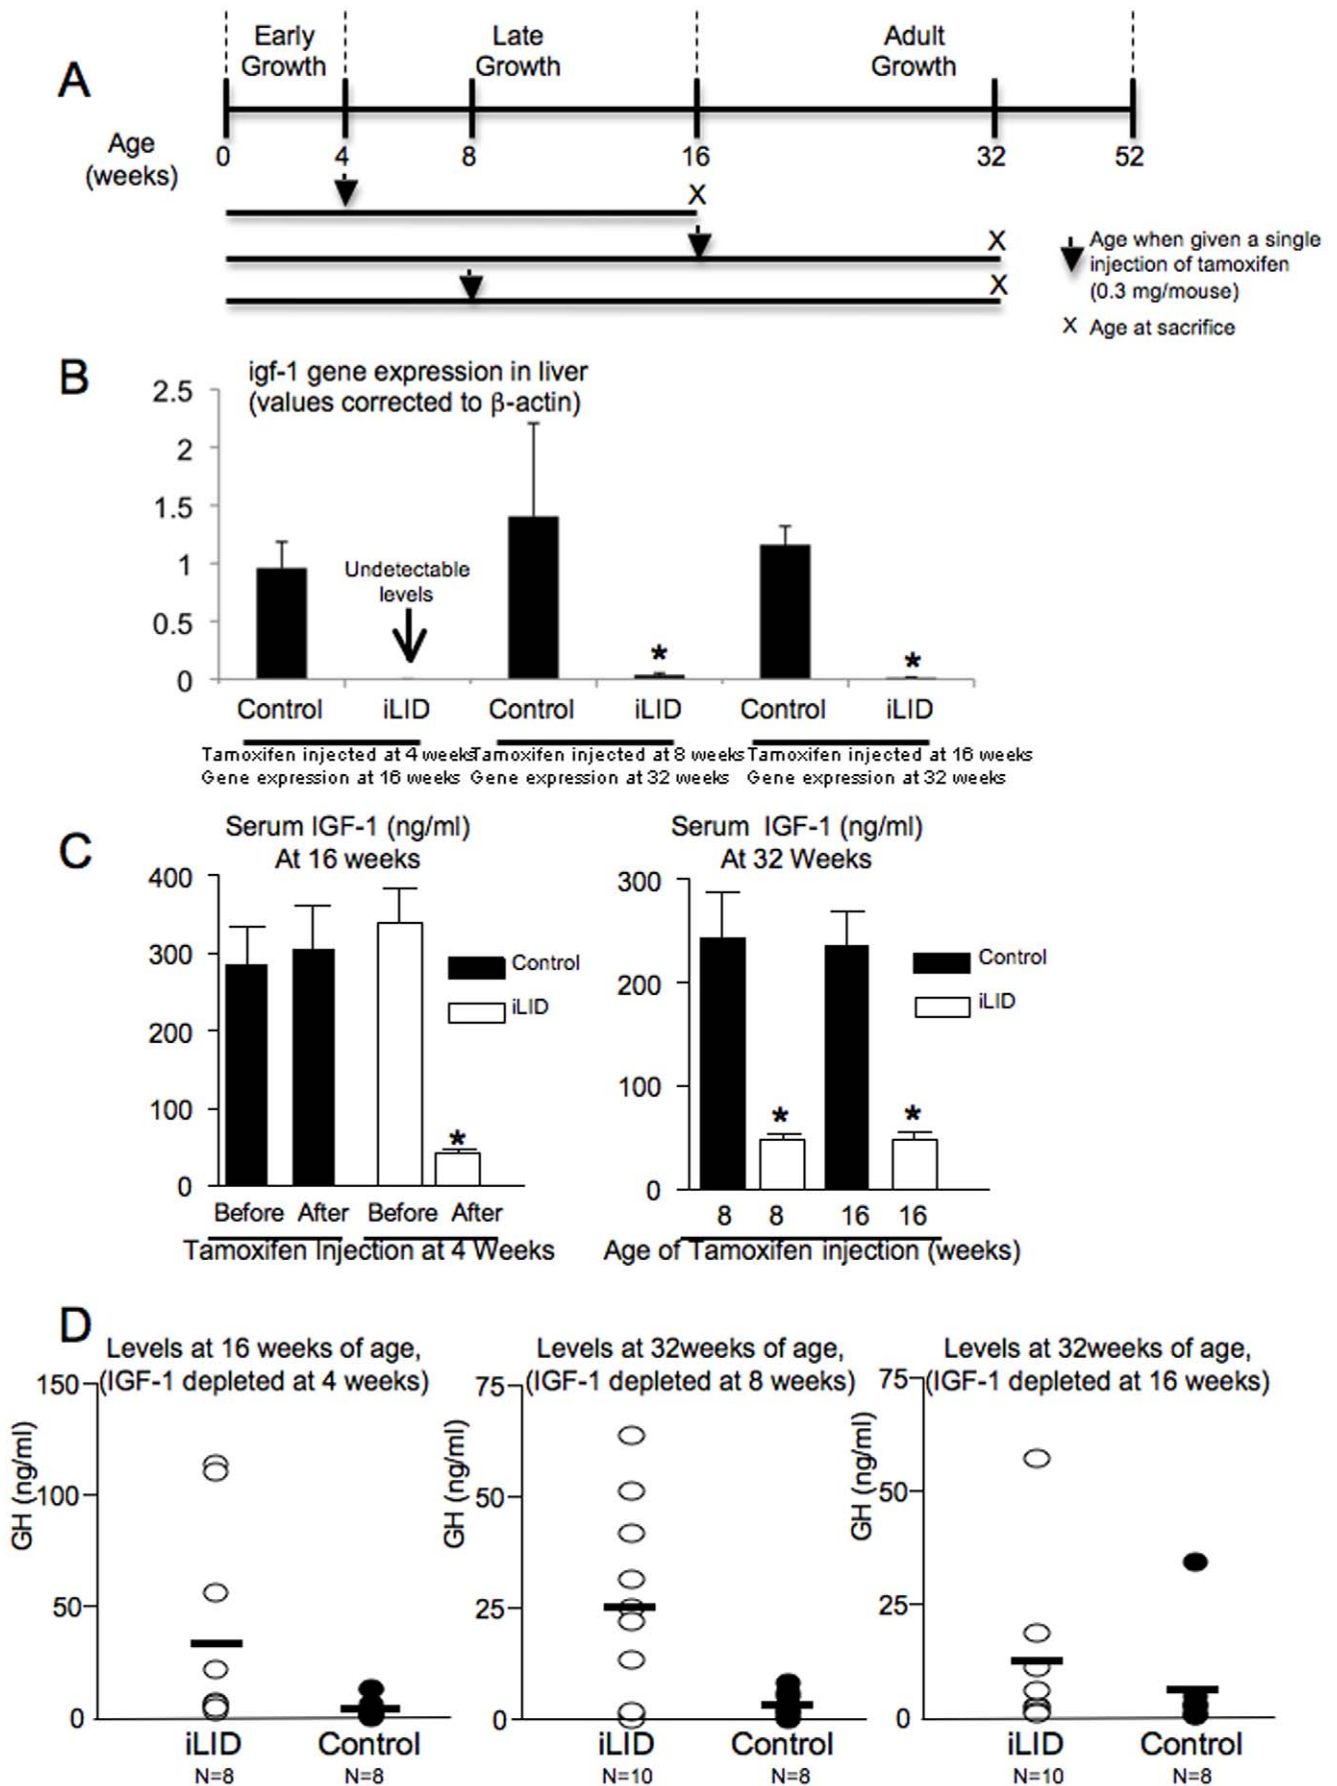 Early
Growth
Late
Growth
Adult
Growth
A
Age
(weeks)
0 4 8 16 32 52
X
X
X
Age when given a single
injection of tamoxifen
(0.3 mg/mouse)
X Age at sacrifice
B
igf-1 gene expression in liver
(values corrected to β-actin)
2.5
2
1.5
1
0.5
0
Undetectable
levels
*
*
Control iLID Control iLID Control iLID
Tamoxifen injected at 4 weeks
Gene expression at 16 weeks
Tamoxifen injected at 8 weeks
Gene expression at 32 weeks
Tamoxifen injected at 16 weeks
Gene expression at 32 weeks
C
Serum IGF-1 (ng/ml)
At 16 weeks
400
300
200
100
0
*
Control
iLID
Before After Before After
Tamoxifen Injection at 4 Weeks
Serum IGF-1 (ng/ml)
At 32 Weeks
300
200
100
0
*
*
Control
iLID
8 8 16 16
Age of Tamoxifen injection (weeks)
D
Levels at 16 weeks of age,
(IGF-1 depleted at 4 weeks)
150
100
50
0
GH (ng/ml)
iLID Control
N=8 N=8
Levels at 32weeks of age,
(IGF-1 depleted at 8 weeks)
75
50
25
0
GH (ng/ml)
iLID Control
N=10 N=8
Levels at 32weeks of age,
(IGF-1 depleted at 16 weeks)
75
50
25
0
GH (ng/ml)
iLID Control
N=10 N=8